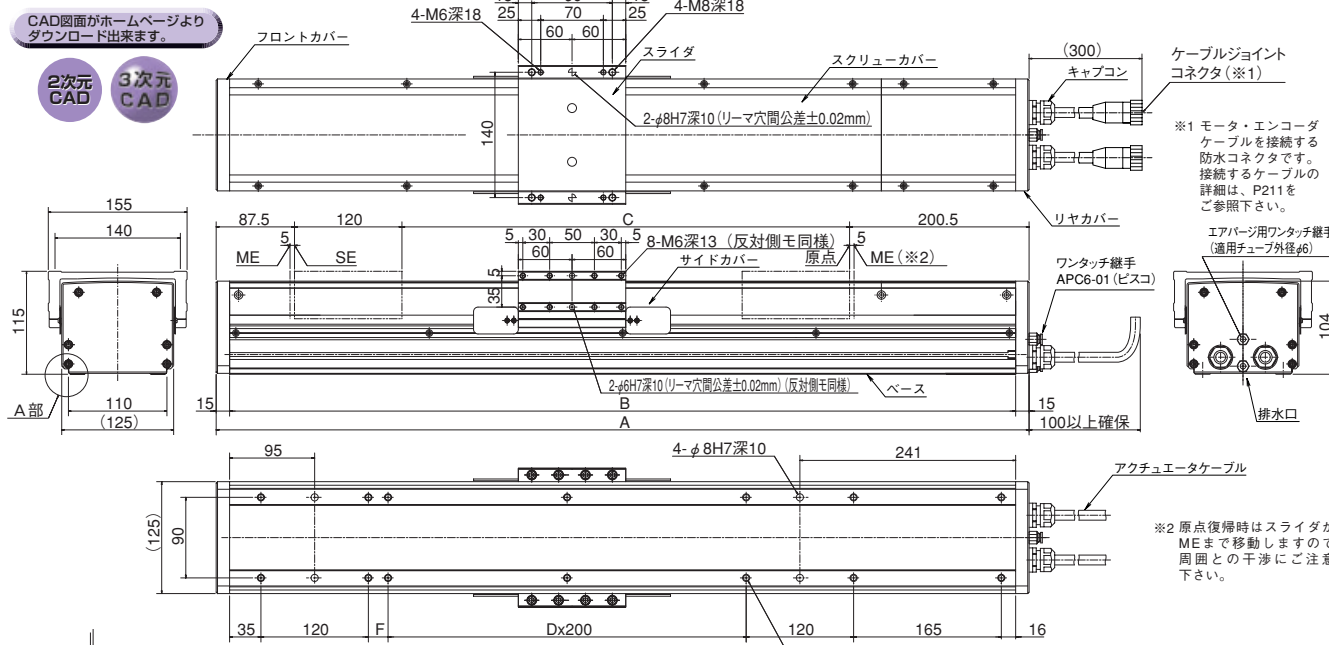 CAD図面がホームページより
ダウンロード出来ます。
2次元
CAD
3次元
CAD
フロントカバー
4-M6深18
25
70
25
4-M8深18
60
60
スライダ
スクリューカバー
2-φ8H7深10(リーマ穴間公差±0.02mm)
140
(300)
キャプコン
ケーブルジョイント
コネクタ(※1)
※1 モータ・エンコーダ
ケーブルを接続する
防水コネクタです。
接続するケーブルの
詳細は、P211を
ご参照下さい。
リヤカバー
155
140
115
A部
110
(125)
87.5
120
C
200.5
5
ME
SE
5
30
50
30
5
60
60
8-M6深13 (反対側モ同様)
サイドカバー
原点
5
ME(※2)
5
35
2-φ6H7深10(リーマ穴間公差±0.02mm)(反対側モ同様)
ベース
ワンタッチ継手
APC6-01(ピスコ)
15
B
15
A
100以上確保
エアパージ用ワンタッチ継手
(適用チューブ外径φ6)
104
排水口
95
4-φ8H7深10
241
アクチュエータケーブル
(125)
90
※2 原点復帰時はスライダが
MEまで移動しますので
周囲との干渉にご注意
下さい。
35
120
F
Dx200
120
165
16